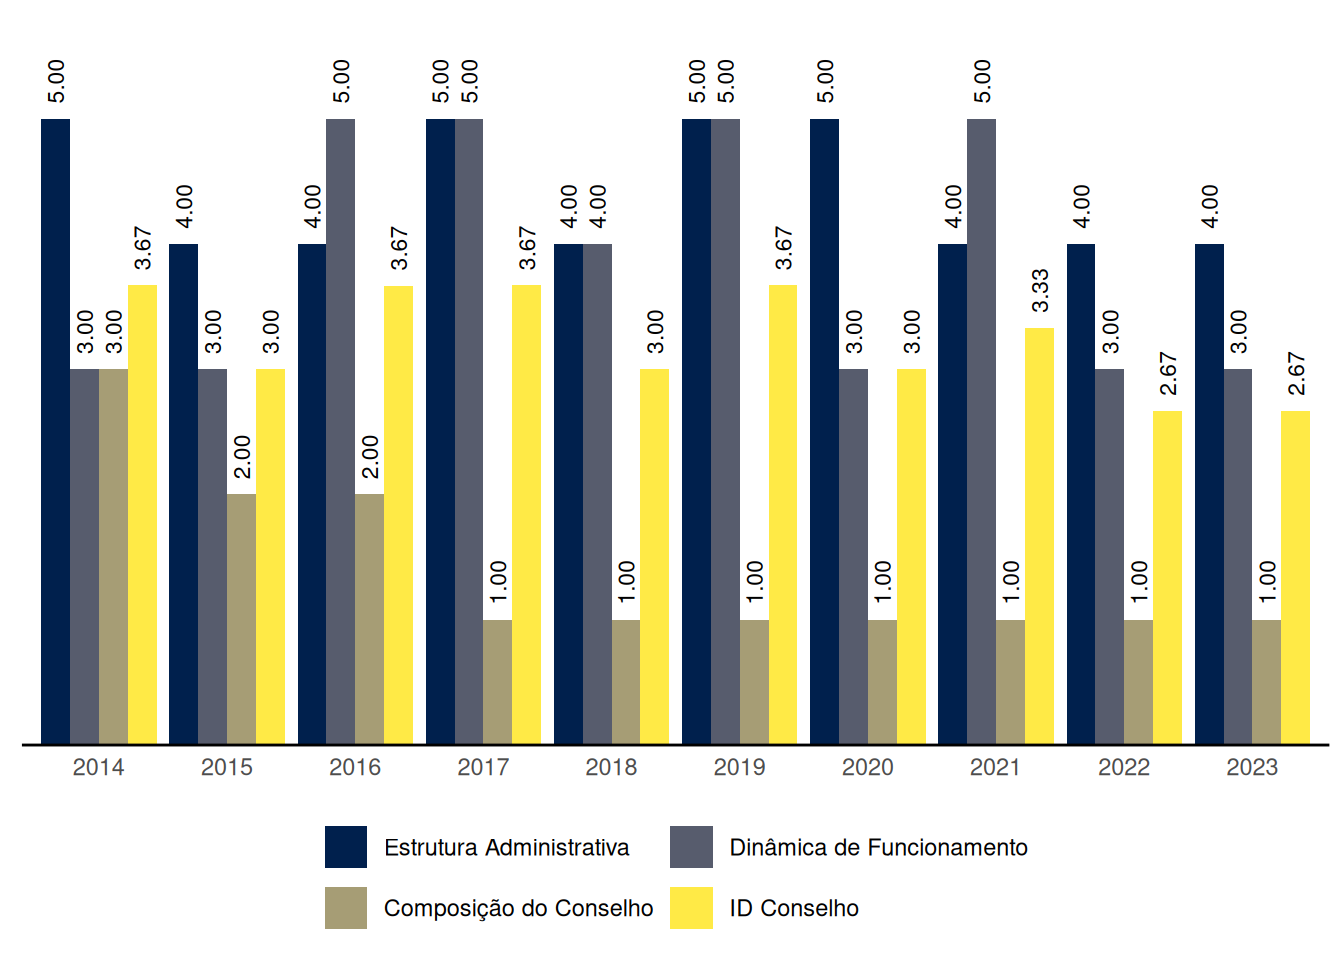 5.00 3.00 3.00 3.67
4.00 3.00 2.00 3.00
4.00 5.00 2.00 3.67
5.00 5.00 1.00 3.67
4.00 4.00 1.00 3.00
5.00 5.00 1.00 3.67
5.00 3.00 1.00 3.00
4.00 5.00 1.00 3.33
4.00 3.00 1.00 2.67
4.00 3.00 1.00 2.67
2014 2015 2016 2017 2018 2019 2020 2021 2022 2023
Estrutura Administrativa Dinâmica de Funcionamento
Composição do Conselho ID Conselho